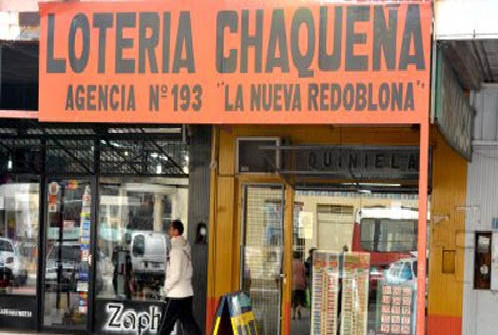 LOTERIA CHAQUEÑA
AGENCIA Nº193 "LA NUEVA REDOBLONA"
QUINIELA
Zaph